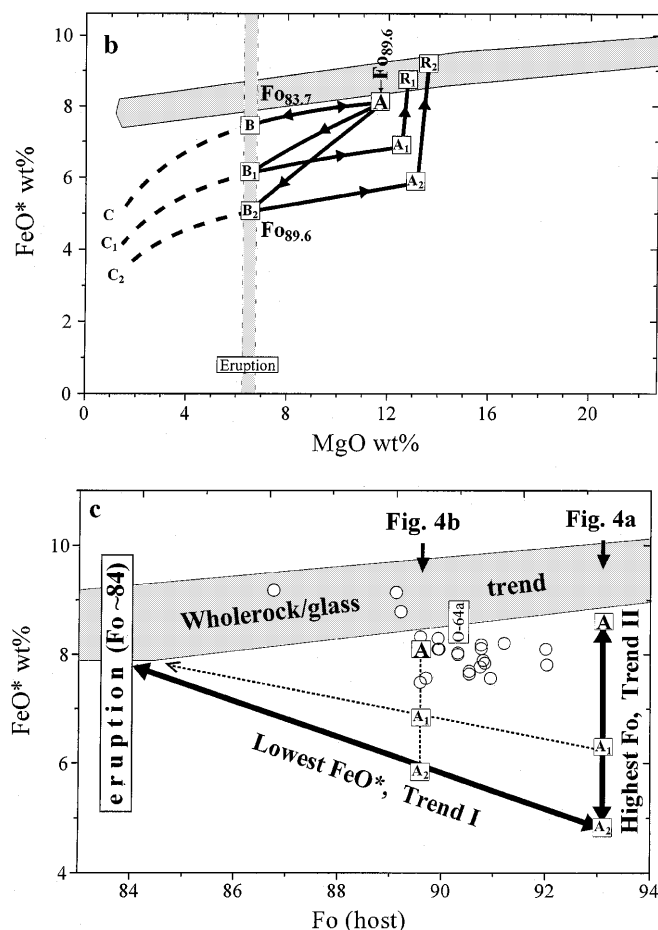 b
10
8
6
4
2
0
FeO* wt%
Fo89.6
R1
R2
A
Fo83.7
B
A1
B1
A2
B2
Fo89.6
C
C1
C2
Eruption
0
4
8
12
16
20
MgO wt%
c
Fig. 4b
Fig. 4a
10
8
6
4
FeO* wt%
eruption (Fo ~84)
Wholerock/glass trend
O-64a
A
A
A1
A1
A2
A2
Lowest FeO*, Trend I
Highest Fo, Trend II
84
86
88
90
92
94
Fo (host)